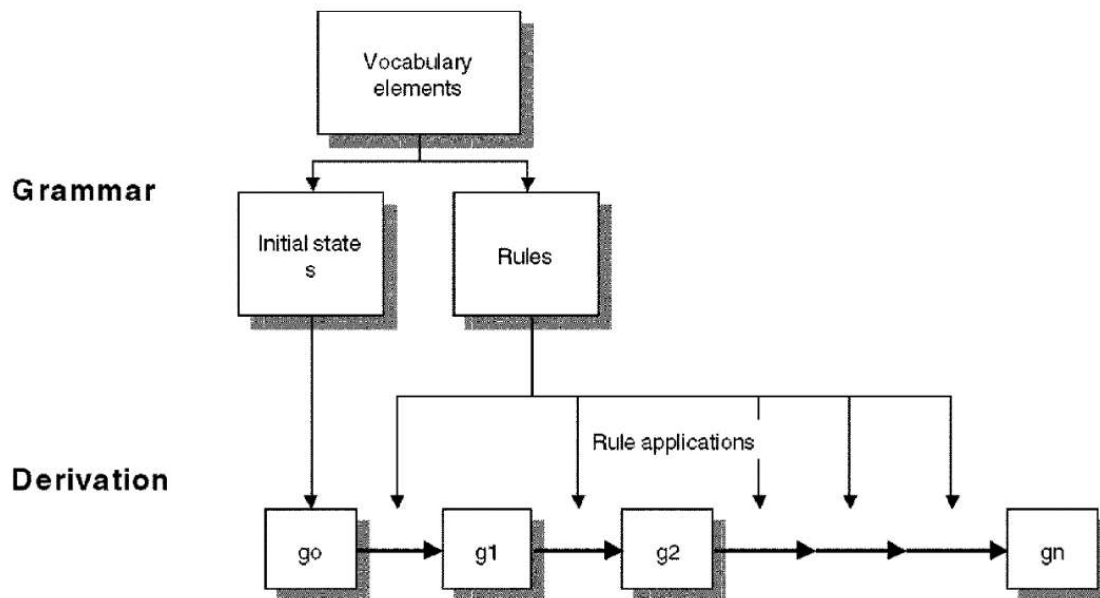 Vocabulary
elements
Grammar
Initial state
s
Rules
Rule applications
Derivation
go
g1
g2
gn